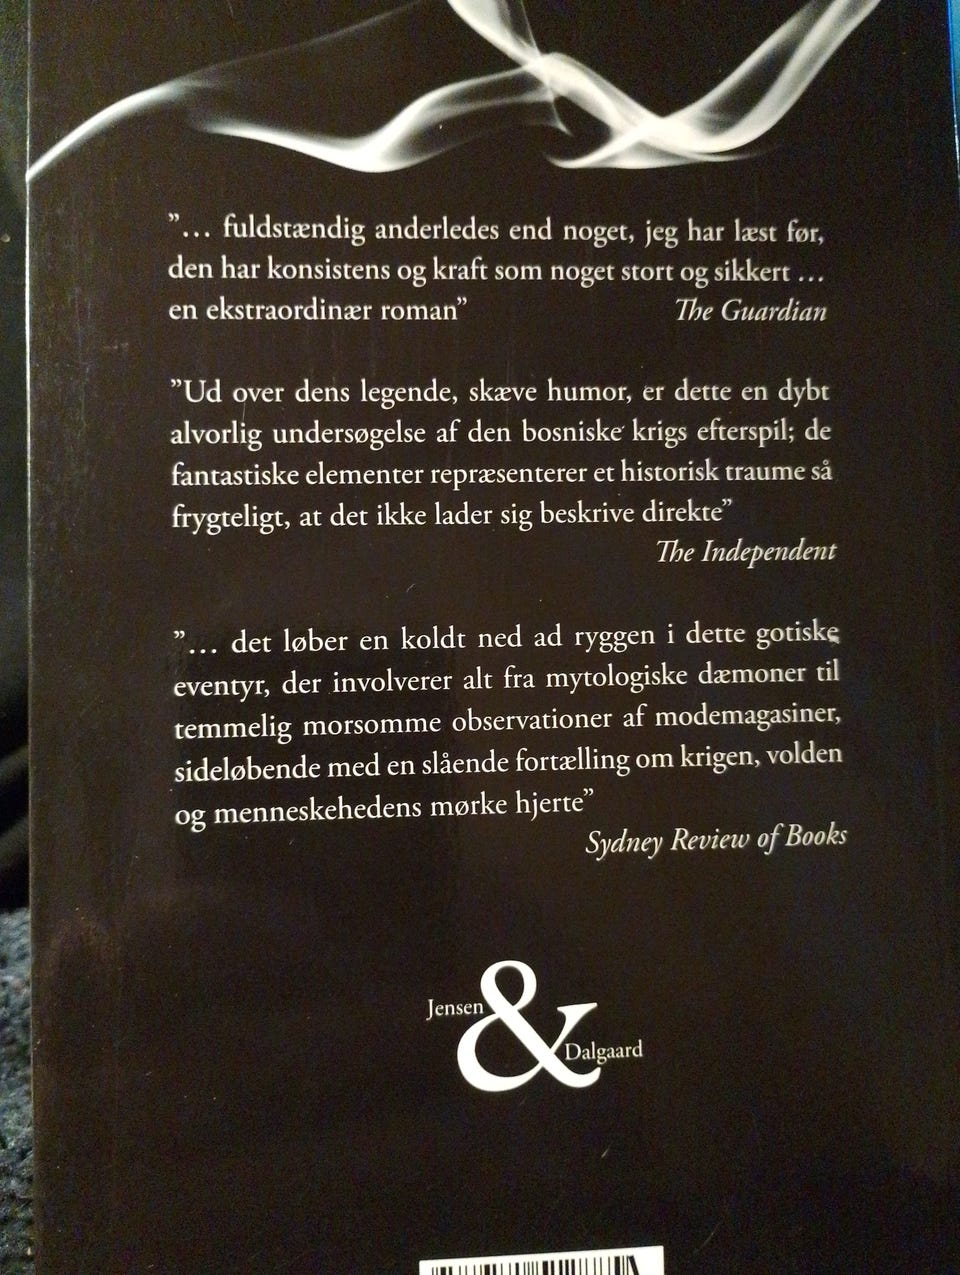 ”… fuldstændig anderledes end noget, jeg har læst før,
den har konsistens og kraft som noget stort og sikkert …
en ekstraordinær roman” The Guardian
”Ud over dens legende, skæve humor, er dette en dybt
alvorlig undersøgelse af den bosniske krigs efterspil; de
fantastiske elementer repræsenterer et historisk traume så
frygteligt, at det ikke lader sig beskrive direkte”
The Independent
”… det løber en koldt ned ad ryggen i dette gotiske
eventyr, der involverer alt fra mytologiske dæmoner til
temmelig morsomme observationer af modemagasiner,
sideløbende med en slående fortælling om krigen, volden
og menneskehedens mørke hjerte”
Sydney Review of Books
Jensen
&
Dalgaard